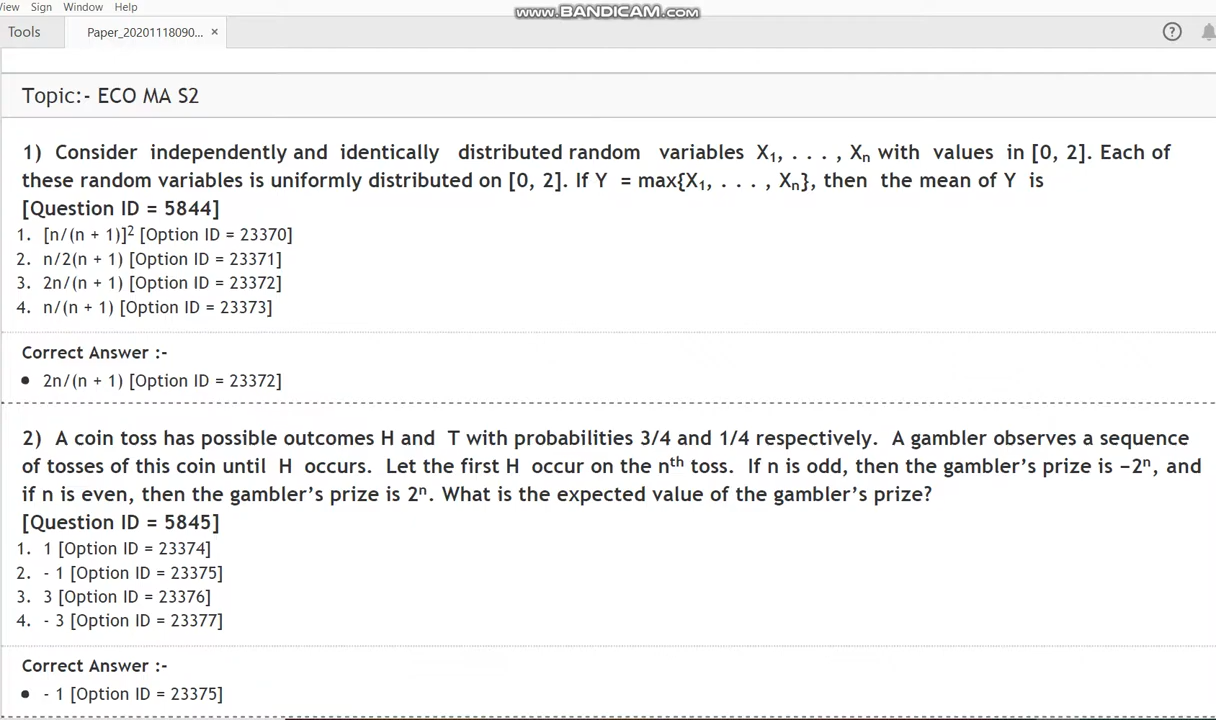 View Sign Window Help
www.BANDICAM.com
Tools Paper_20201118090... ×
?
Topic:- ECO MA S2
1) Consider independently and identically distributed random variables X₁, . . . , Xₙ with values in [0, 2]. Each of
these random variables is uniformly distributed on [0, 2]. If Y = max{X₁, . . . , Xₙ}, then the mean of Y is
[Question ID = 5844]
1. [n/(n + 1)]² [Option ID = 23370]
2. n/2(n + 1) [Option ID = 23371]
3. 2n/(n + 1) [Option ID = 23372]
4. n/(n + 1) [Option ID = 23373]
Correct Answer :-
• 2n/(n + 1) [Option ID = 23372]
2) A coin toss has possible outcomes H and T with probabilities 3/4 and 1/4 respectively. A gambler observes a sequence
of tosses of this coin until H occurs. Let the first H occur on the nᵗʰ toss. If n is odd, then the gambler’s prize is −2ⁿ, and
if n is even, then the gambler’s prize is 2ⁿ. What is the expected value of the gambler’s prize?
[Question ID = 5845]
1. 1 [Option ID = 23374]
2. - 1 [Option ID = 23375]
3. 3 [Option ID = 23376]
4. - 3 [Option ID = 23377]
Correct Answer :-
• - 1 [Option ID = 23375]